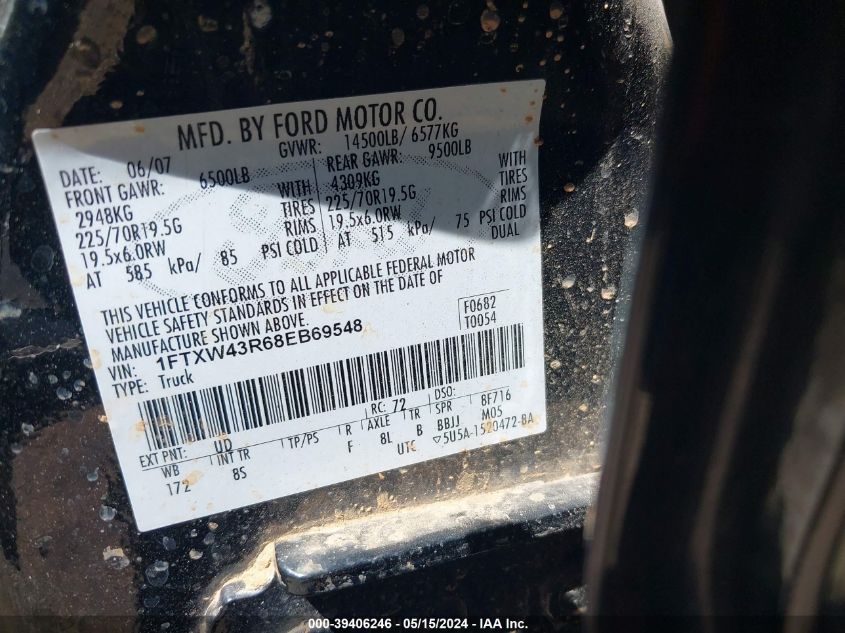 MFD. BY FORD MOTOR CO.
DATE: 06/07 GVWR: 14500LB/ 6577KG
FRONT GAWR: 6500LB REAR GAWR: 9500LB
2948KG WITH 4309KG WITH
225/70R19.5G TIRES 225/70R19.5G TIRES
19.5x6.0RW RIMS 19.5x6.0RW RIMS
AT 585 kPa/ 85 PSI COLD AT 515 kPa/ 75 PSI COLD
DUAL
THIS VEHICLE CONFORMS TO ALL APPLICABLE FEDERAL MOTOR
VEHICLE SAFETY STANDARDS IN EFFECT ON THE DATE OF
MANUFACTURE SHOWN ABOVE.
F0682
VIN: 1FTXW43R68EB69548
T0054
TYPE: Truck
RC: 72 DSO:
EXT PNT: UD BF716
WB INT TR TP/PS R AXLE TR SPR
172 8S F 8L B BBJJ M05
UTC ▽5U5A-1520472-BA
000-39406246 - 05/15/2024 - IAA Inc.